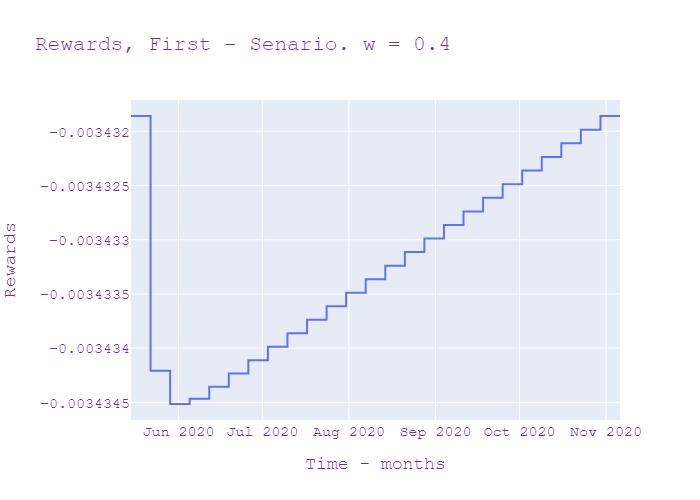 Rewards, First - Senario. w = 0.4
-0.003432
-0.0034325
-0.003433
-0.0034335
-0.003434
-0.0034345
Rewards
Jun 2020 Jul 2020 Aug 2020 Sep 2020 Oct 2020 Nov 2020
Time - months